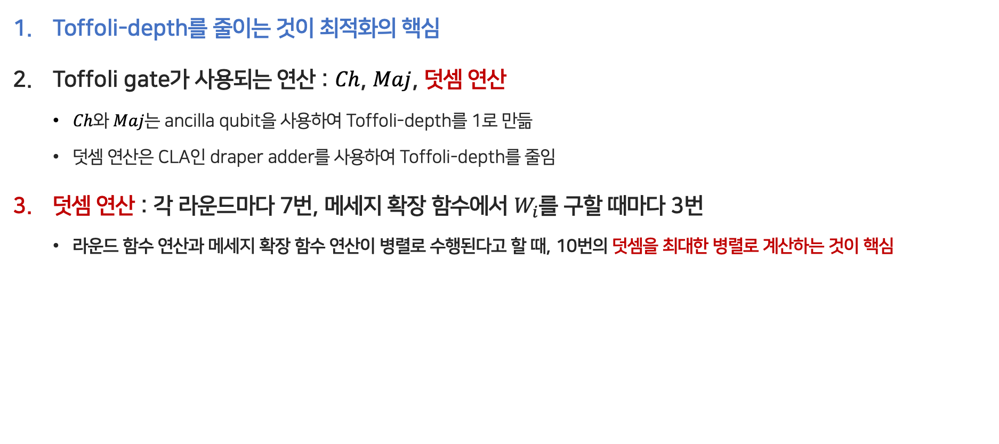 1. Toffoli-depth를 줄이는 것이 최적화의 핵심
2. Toffoli gate가 사용되는 연산 : Ch, Maj, 덧셈 연산
• Ch와 Maj는 ancilla qubit을 사용하여 Toffoli-depth를 1로 만듦
• 덧셈 연산은 CLA인 draper adder를 사용하여 Toffoli-depth를 줄임
3. 덧셈 연산 : 각 라운드마다 7번, 메세지 확장 함수에서 W_i를 구할 때마다 3번
• 라운드 함수 연산과 메세지 확장 함수 연산이 병렬로 수행된다고 할 때, 10번의 덧셈을 최대한 병렬로 계산하는 것이 핵심